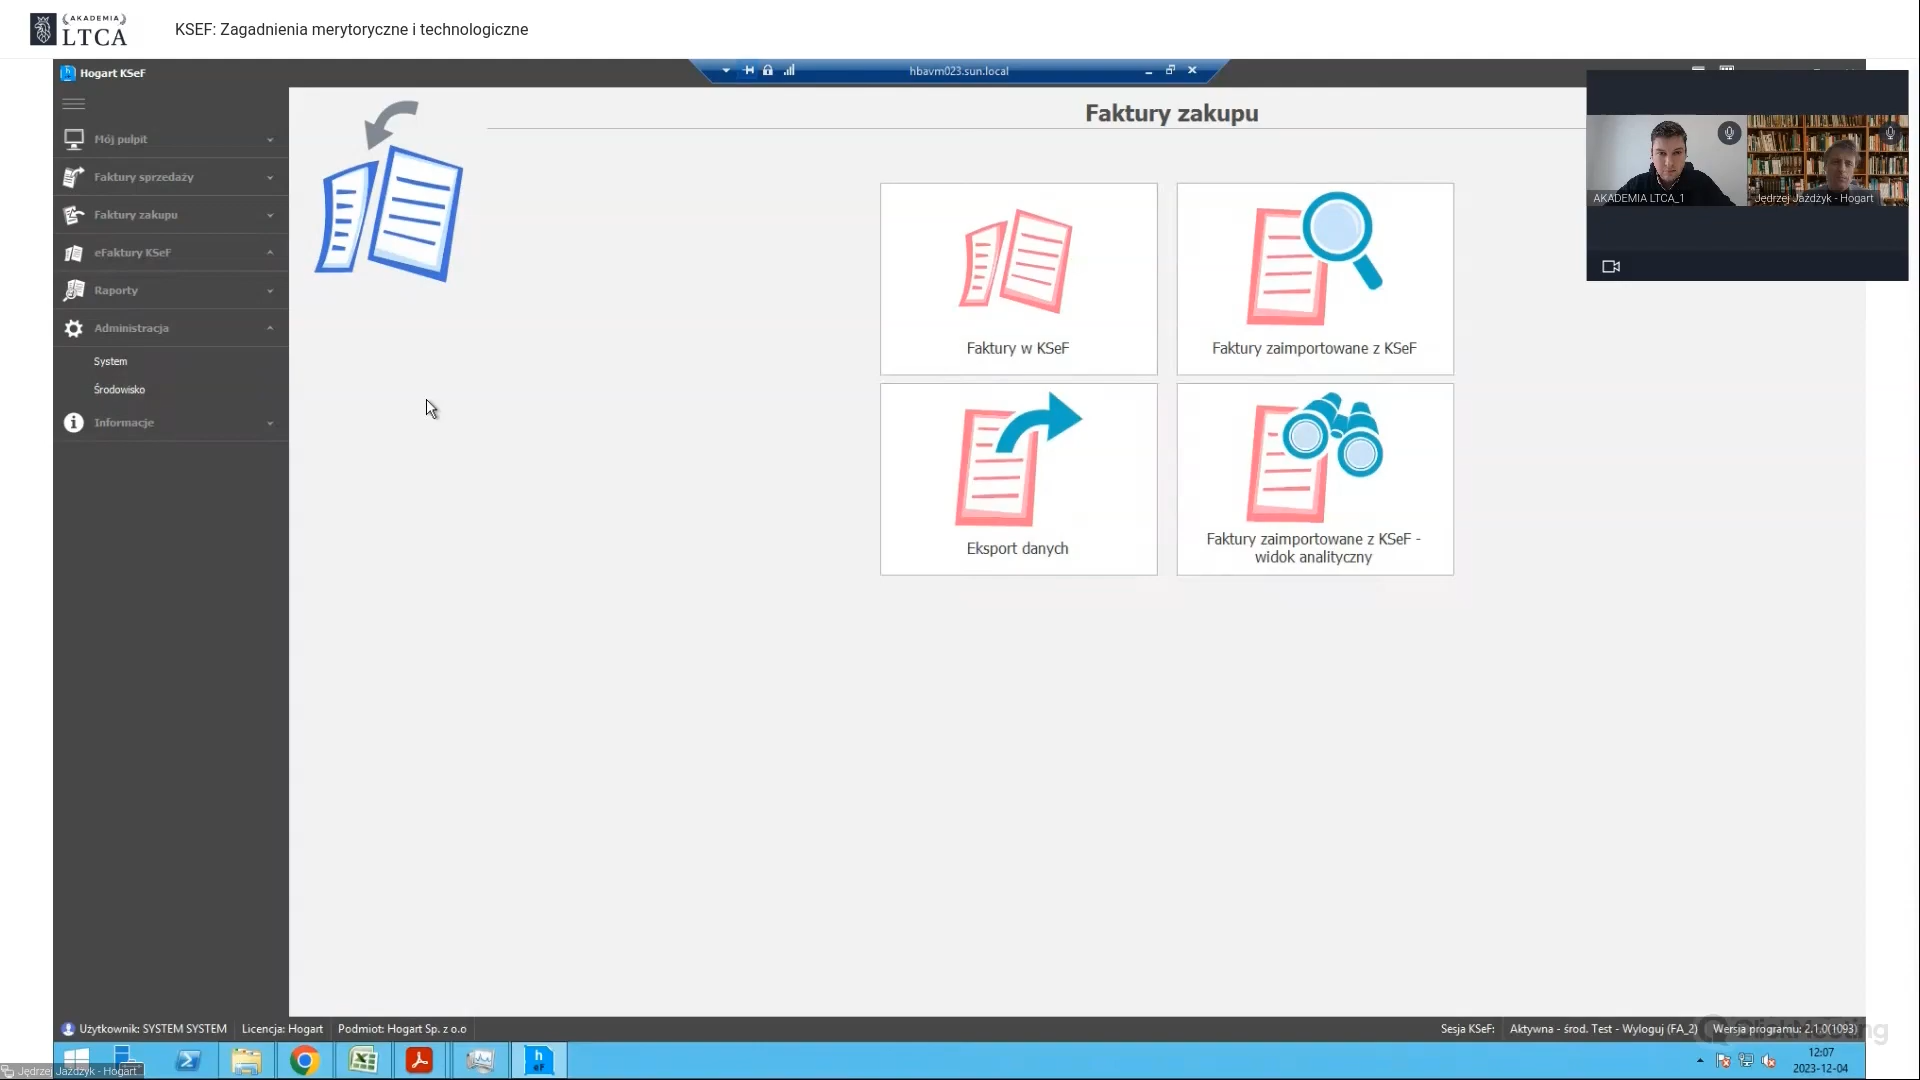 (AKADEMIA)
LTCA
KSEF: Zagadnienia merytoryczne i technologiczne
Hogart KSeF
hbavm023.sun.local
Mój pulpit
Faktury sprzedaży
Faktury zakupu
eFaktury KSeF
Raporty
Administracja
System
Środowisko
Informacje
Faktury zakupu
Faktury w KSeF
Faktury zaimportowane z KSeF
Eksport danych
Faktury zaimportowane z KSeF -
widok analityczny
AKADEMIA LTCA_1
Jędrzej Jażdżyk - Hogart
Użytkownik: SYSTEM SYSTEM
Licencja: Hogart
Podmiot: Hogart Sp. z o.o
Sesja KSeF:
Aktywna - środ. Test - Wyloguj (FA_2)
Wersja programu: 2.1.0(1093)
ClickMeeting
Jędrzej Jażdżyk - Hogart
12:07
2023-12-04